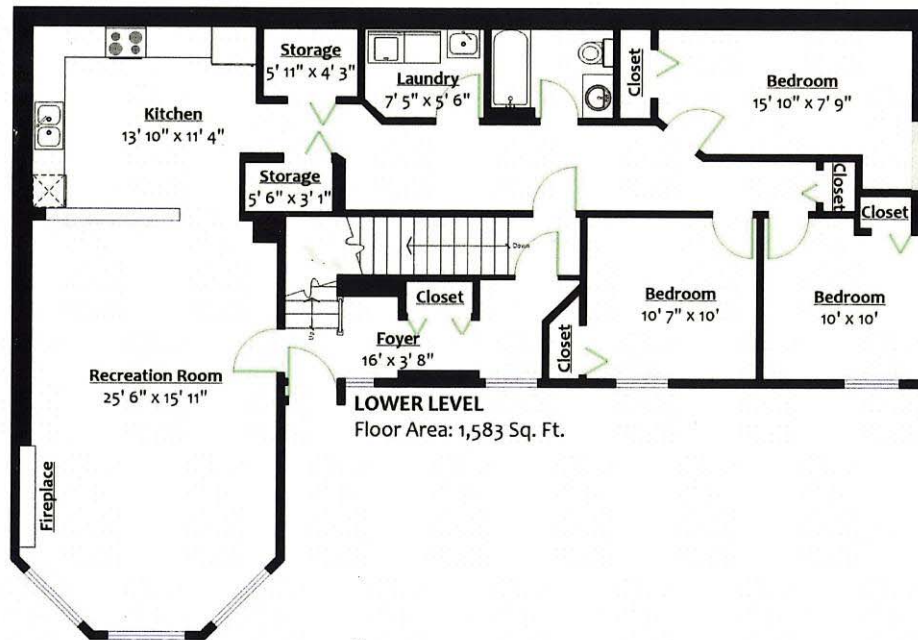 Storage
5' 11" x 4' 3"
Laundry
7' 5" x 5' 6"
Closet
Bedroom
15' 10" x 7' 9"
Kitchen
13' 10" x 11' 4"
Storage
5' 6" x 3' 1"
Closet
Closet
Down
Closet
Bedroom
10' 7" x 10'
Bedroom
10' x 10'
Foyer
16' x 3' 8"
Closet
Recreation Room
25' 6" x 15' 11"
LOWER LEVEL
Floor Area: 1,583 Sq. Ft.
Fireplace